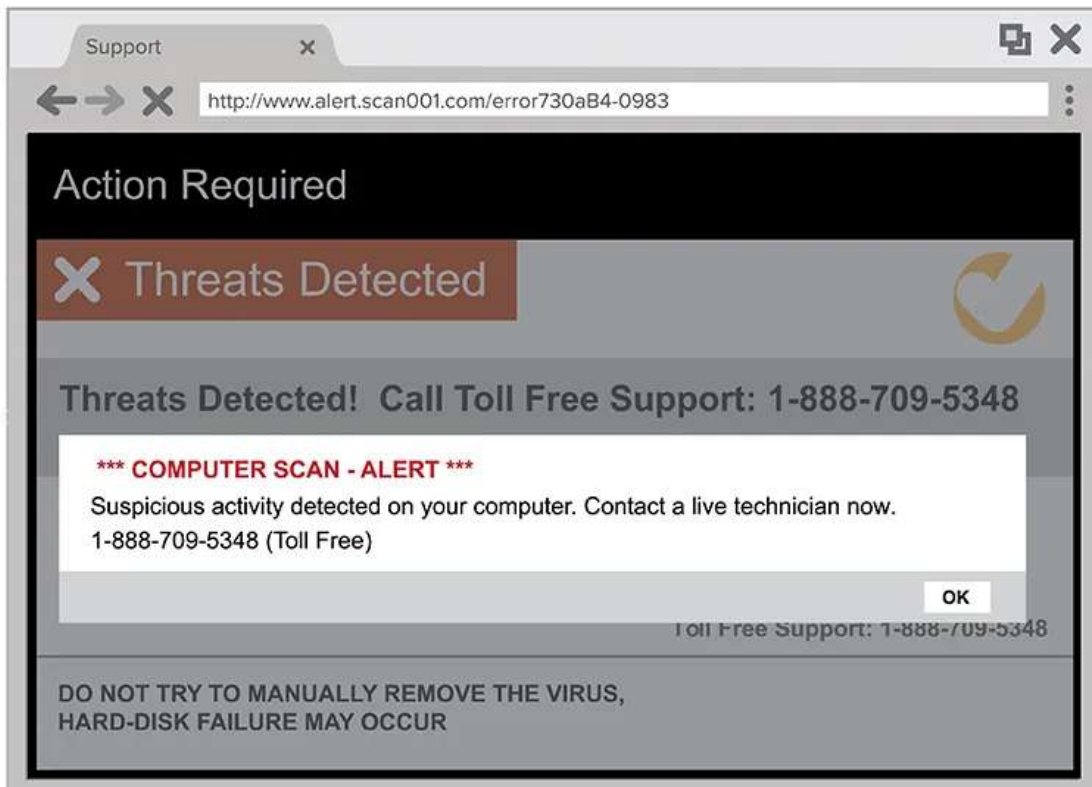 Support
http://www.alert.scan001.com/error730aB4-0983
Action Required
Threats Detected
Threats Detected! Call Toll Free Support: 1-888-709-5348
*** COMPUTER SCAN - ALERT ***
Suspicious activity detected on your computer. Contact a live technician now.
1-888-709-5348 (Toll Free)
OK
Toll Free Support: 1-888-709-5348
DO NOT TRY TO MANUALLY REMOVE THE VIRUS,
HARD-DISK FAILURE MAY OCCUR